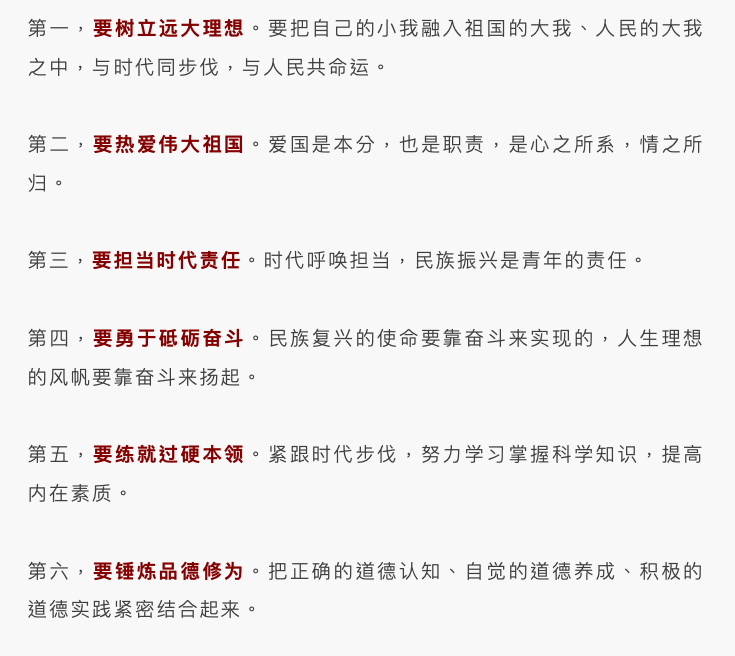 第一，要树立远大理想。要把自己的小我融入祖国的大我、人民的大我
之中，与时代同步伐，与人民共命运。
第二，要热爱伟大祖国。爱国是本分，也是职责，是心之所系，情之所
归。
第三，要担当时代责任。时代呼唤担当，民族振兴是青年的责任。
第四，要勇于砥砺奋斗。民族复兴的使命要靠奋斗来实现的，人生理想
的风帆要靠奋斗来扬起。
第五，要练就过硬本领。紧跟时代步伐，努力学习掌握科学知识，提高
内在素质。
第六，要锤炼品德修为。把正确的道德认知、自觉的道德养成、积极的
道德实践紧密结合起来。